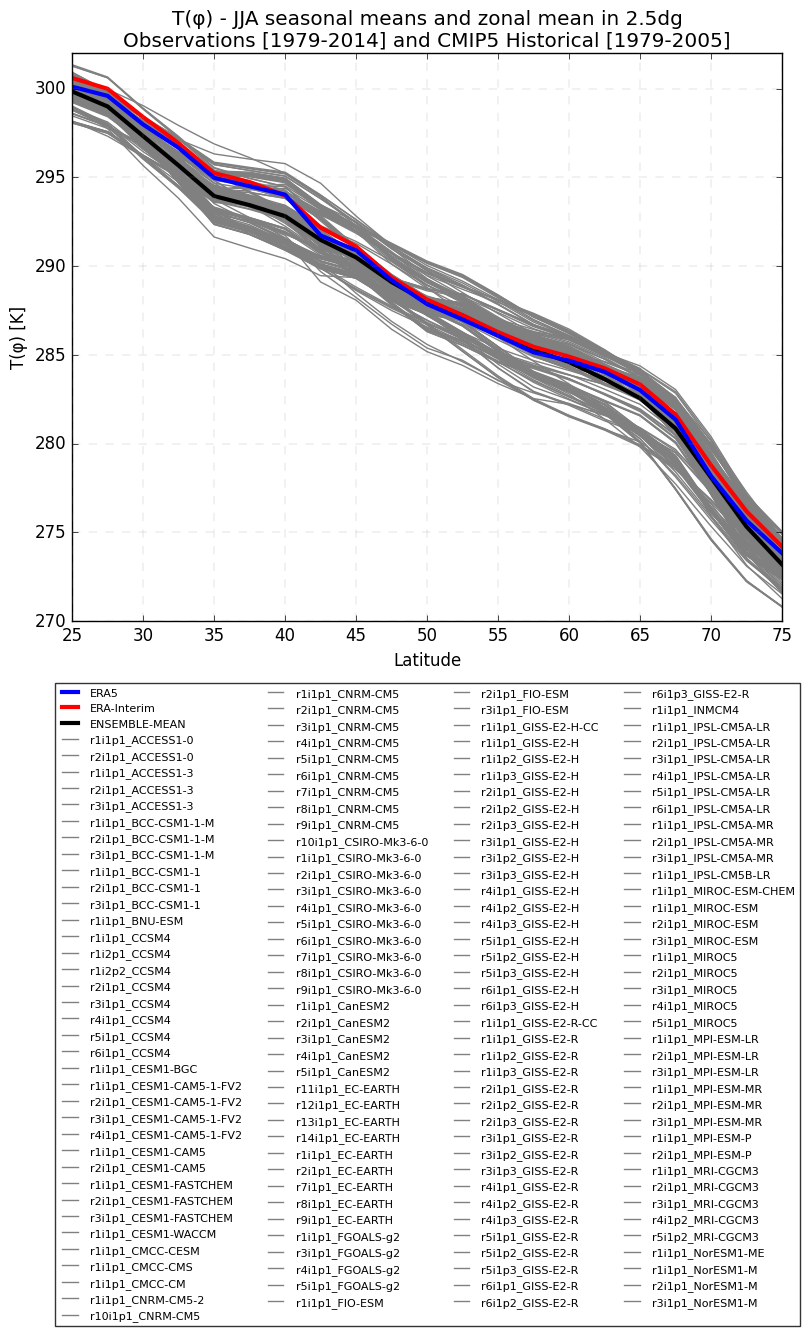 T(φ) - JJA seasonal means and zonal mean in 2.5dg
Observations [1979-2014] and CMIP5 Historical [1979-2005]
300
295
290
285
280
275
270
T(φ) [K]
25 30 35 40 45 50 55 60 65 70 75
Latitude
ERA5
ERA-Interim
ENSEMBLE-MEAN
r1i1p1_ACCESS1-0
r2i1p1_ACCESS1-0
r1i1p1_ACCESS1-3
r2i1p1_ACCESS1-3
r3i1p1_ACCESS1-3
r1i1p1_BCC-CSM1-1-M
r2i1p1_BCC-CSM1-1-M
r3i1p1_BCC-CSM1-1-M
r1i1p1_BCC-CSM1-1
r2i1p1_BCC-CSM1-1
r3i1p1_BCC-CSM1-1
r1i1p1_BNU-ESM
r1i1p1_CCSM4
r1i2p1_CCSM4
r1i2p2_CCSM4
r2i1p1_CCSM4
r3i1p1_CCSM4
r4i1p1_CCSM4
r5i1p1_CCSM4
r6i1p1_CCSM4
r1i1p1_CESM1-BGC
r1i1p1_CESM1-CAM5-1-FV2
r2i1p1_CESM1-CAM5-1-FV2
r3i1p1_CESM1-CAM5-1-FV2
r4i1p1_CESM1-CAM5-1-FV2
r1i1p1_CESM1-CAM5
r2i1p1_CESM1-CAM5
r1i1p1_CESM1-FASTCHEM
r2i1p1_CESM1-FASTCHEM
r3i1p1_CESM1-FASTCHEM
r1i1p1_CESM1-WACCM
r1i1p1_CMCC-CESM
r1i1p1_CMCC-CMS
r1i1p1_CMCC-CM
r1i1p1_CNRM-CM5-2
r10i1p1_CNRM-CM5
r1i1p1_CNRM-CM5
r2i1p1_CNRM-CM5
r3i1p1_CNRM-CM5
r4i1p1_CNRM-CM5
r5i1p1_CNRM-CM5
r6i1p1_CNRM-CM5
r7i1p1_CNRM-CM5
r8i1p1_CNRM-CM5
r9i1p1_CNRM-CM5
r10i1p1_CSIRO-Mk3-6-0
r1i1p1_CSIRO-Mk3-6-0
r2i1p1_CSIRO-Mk3-6-0
r3i1p1_CSIRO-Mk3-6-0
r4i1p1_CSIRO-Mk3-6-0
r5i1p1_CSIRO-Mk3-6-0
r6i1p1_CSIRO-Mk3-6-0
r7i1p1_CSIRO-Mk3-6-0
r8i1p1_CSIRO-Mk3-6-0
r9i1p1_CSIRO-Mk3-6-0
r1i1p1_CanESM2
r2i1p1_CanESM2
r3i1p1_CanESM2
r4i1p1_CanESM2
r5i1p1_CanESM2
r11i1p1_EC-EARTH
r12i1p1_EC-EARTH
r13i1p1_EC-EARTH
r14i1p1_EC-EARTH
r1i1p1_EC-EARTH
r2i1p1_EC-EARTH
r7i1p1_EC-EARTH
r8i1p1_EC-EARTH
r9i1p1_EC-EARTH
r1i1p1_FGOALS-g2
r3i1p1_FGOALS-g2
r4i1p1_FGOALS-g2
r5i1p1_FGOALS-g2
r1i1p1_FIO-ESM
r2i1p1_FIO-ESM
r3i1p1_FIO-ESM
r1i1p1_GISS-E2-H-CC
r1i1p1_GISS-E2-H
r1i1p2_GISS-E2-H
r1i1p3_GISS-E2-H
r2i1p1_GISS-E2-H
r2i1p2_GISS-E2-H
r2i1p3_GISS-E2-H
r3i1p1_GISS-E2-H
r3i1p2_GISS-E2-H
r3i1p3_GISS-E2-H
r4i1p1_GISS-E2-H
r4i1p2_GISS-E2-H
r4i1p3_GISS-E2-H
r5i1p1_GISS-E2-H
r5i1p2_GISS-E2-H
r5i1p3_GISS-E2-H
r6i1p1_GISS-E2-H
r6i1p3_GISS-E2-H
r1i1p1_GISS-E2-R-CC
r1i1p1_GISS-E2-R
r1i1p2_GISS-E2-R
r1i1p3_GISS-E2-R
r2i1p1_GISS-E2-R
r2i1p2_GISS-E2-R
r2i1p3_GISS-E2-R
r3i1p1_GISS-E2-R
r3i1p2_GISS-E2-R
r3i1p3_GISS-E2-R
r4i1p1_GISS-E2-R
r4i1p2_GISS-E2-R
r4i1p3_GISS-E2-R
r5i1p1_GISS-E2-R
r5i1p2_GISS-E2-R
r5i1p3_GISS-E2-R
r6i1p1_GISS-E2-R
r6i1p2_GISS-E2-R
r6i1p3_GISS-E2-R
r1i1p1_INMCM4
r1i1p1_IPSL-CM5A-LR
r2i1p1_IPSL-CM5A-LR
r3i1p1_IPSL-CM5A-LR
r4i1p1_IPSL-CM5A-LR
r5i1p1_IPSL-CM5A-LR
r6i1p1_IPSL-CM5A-LR
r1i1p1_IPSL-CM5A-MR
r2i1p1_IPSL-CM5A-MR
r3i1p1_IPSL-CM5A-MR
r1i1p1_IPSL-CM5B-LR
r1i1p1_MIROC-ESM-CHEM
r1i1p1_MIROC-ESM
r2i1p1_MIROC-ESM
r3i1p1_MIROC-ESM
r1i1p1_MIROC5
r2i1p1_MIROC5
r3i1p1_MIROC5
r4i1p1_MIROC5
r5i1p1_MIROC5
r1i1p1_MPI-ESM-LR
r2i1p1_MPI-ESM-LR
r3i1p1_MPI-ESM-LR
r1i1p1_MPI-ESM-MR
r2i1p1_MPI-ESM-MR
r3i1p1_MPI-ESM-MR
r1i1p1_MPI-ESM-P
r2i1p1_MPI-ESM-P
r1i1p1_MRI-CGCM3
r2i1p1_MRI-CGCM3
r3i1p1_MRI-CGCM3
r4i1p2_MRI-CGCM3
r5i1p2_MRI-CGCM3
r1i1p1_NorESM1-ME
r1i1p1_NorESM1-M
r2i1p1_NorESM1-M
r3i1p1_NorESM1-M